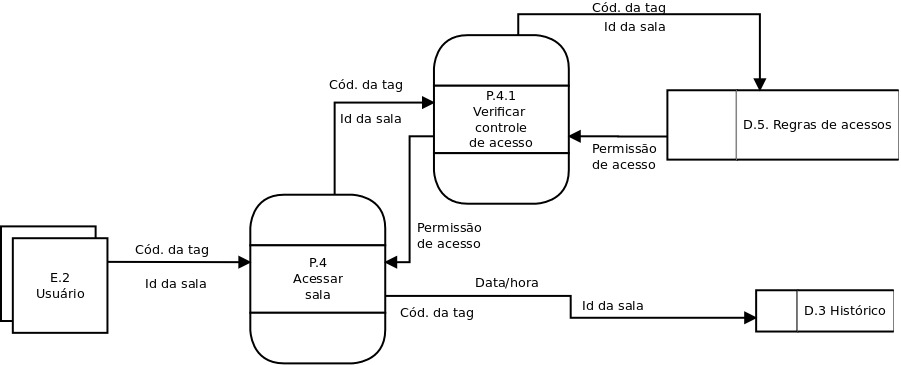 Cód. da tag
Id da sala
Cód. da tag
Id da sala
P.4.1
Verificar
controle
de acesso
D.5. Regras de acessos
Permissão
de acesso
Permissão
de acesso
Cód. da tag
Id da sala
E.2
Usuário
P.4
Acessar
sala
Data/hora
Cód. da tag
Id da sala
D.3 Histórico